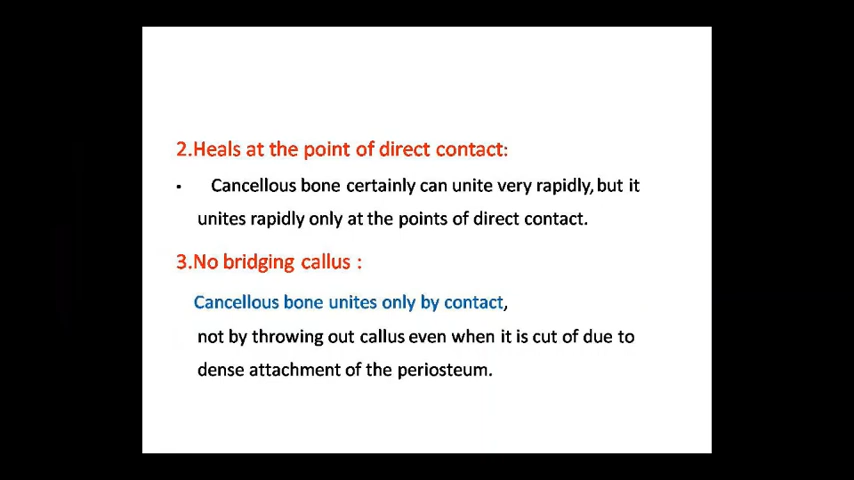 2.Heals at the point of direct contact:
• Cancellous bone certainly can unite very rapidly, but it
unites rapidly only at the points of direct contact.
3.No bridging callus :
Cancellous bone unites only by contact,
not by throwing out callus even when it is cut of due to
dense attachment of the periosteum.